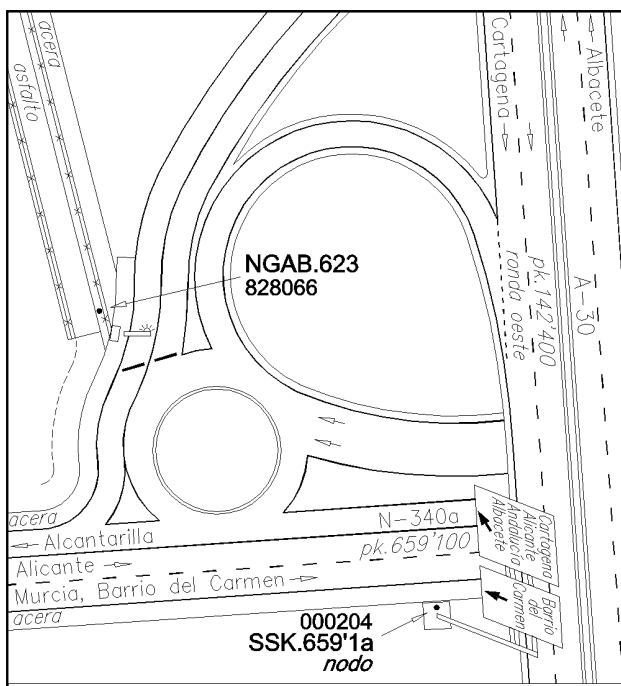 acera
asfalto
Cartagena
Albacete
NGAB.623
828066
pk.142'400
ronda oeste
A-30
acera
Alcantarilla
N-340a
Alicante
pk.659'100
Murcia, Barrio del Carmen
acera
Cartagena
Alicante
Andalucía
Albacete
Barrio
del
Carmen
000204
SSK.659'1a
nodo